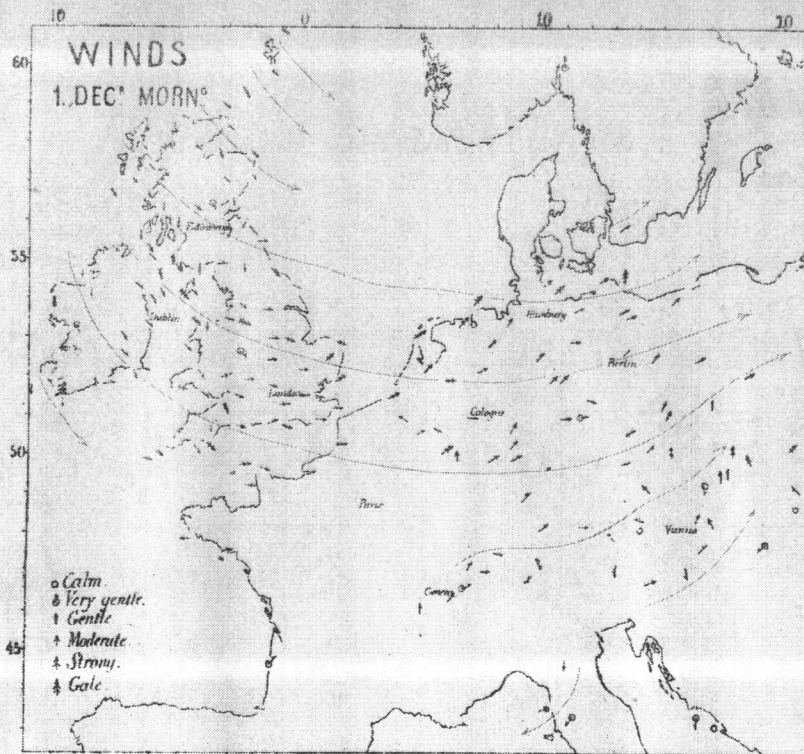 10 0 10 20
WINDS
60
1. DEC^R MORN^G
Edinburgh
55
Dublin
Hamburg
Berlin
London
Cologne
50
Paris
Vienna
Geneva
Calm.
Very gentle.
Gentle
Moderate.
45
Strong.
Gale